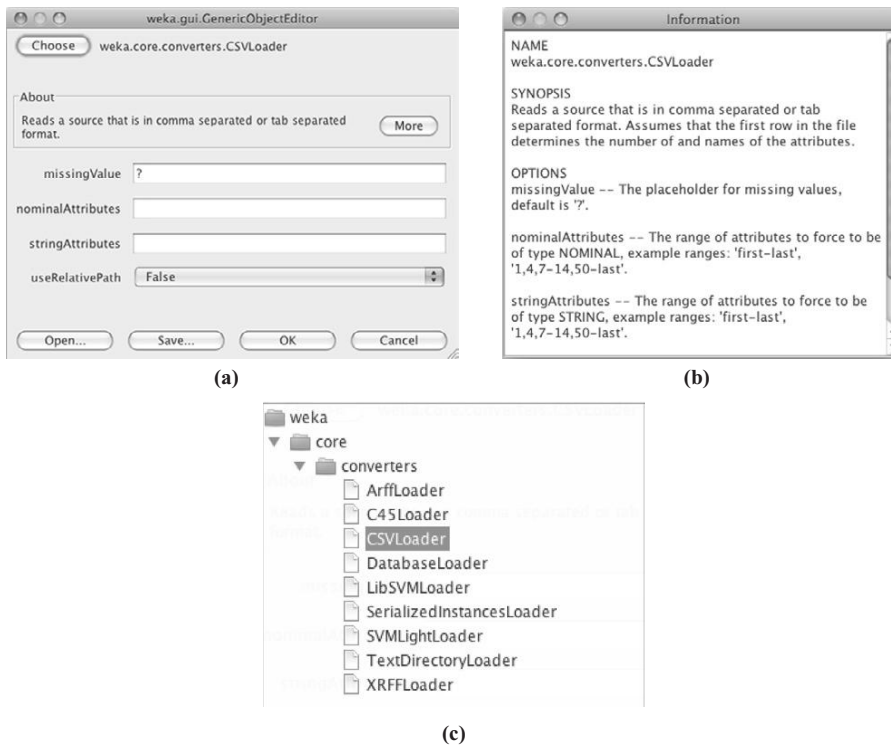 weka.gui.GenericObjectEditor
Choose weka.core.converters.CSVLoader
About
Reads a source that is in comma separated or tab separated
format.
More
missingValue ?
nominalAttributes
stringAttributes
useRelativePath False
Open... Save... OK Cancel
(a)
Information
NAME
weka.core.converters.CSVLoader
SYNOPSIS
Reads a source that is in comma separated or tab
separated format. Assumes that the first row in the file
determines the number of and names of the attributes.
OPTIONS
missingValue -- The placeholder for missing values,
default is '?'.
nominalAttributes -- The range of attributes to force to be
of type NOMINAL, example ranges: 'first-last',
'1,4,7-14,50-last'.
stringAttributes -- The range of attributes to force to be
of type STRING, example ranges: 'first-last',
'1,4,7-14,50-last'.
(b)
weka
core
converters
ArffLoader
C45Loader
CSVLoader
DatabaseLoader
LibSVMLoader
SerializedInstancesLoader
SVMLightLoader
TextDirectoryLoader
XRFFLoader
(c)